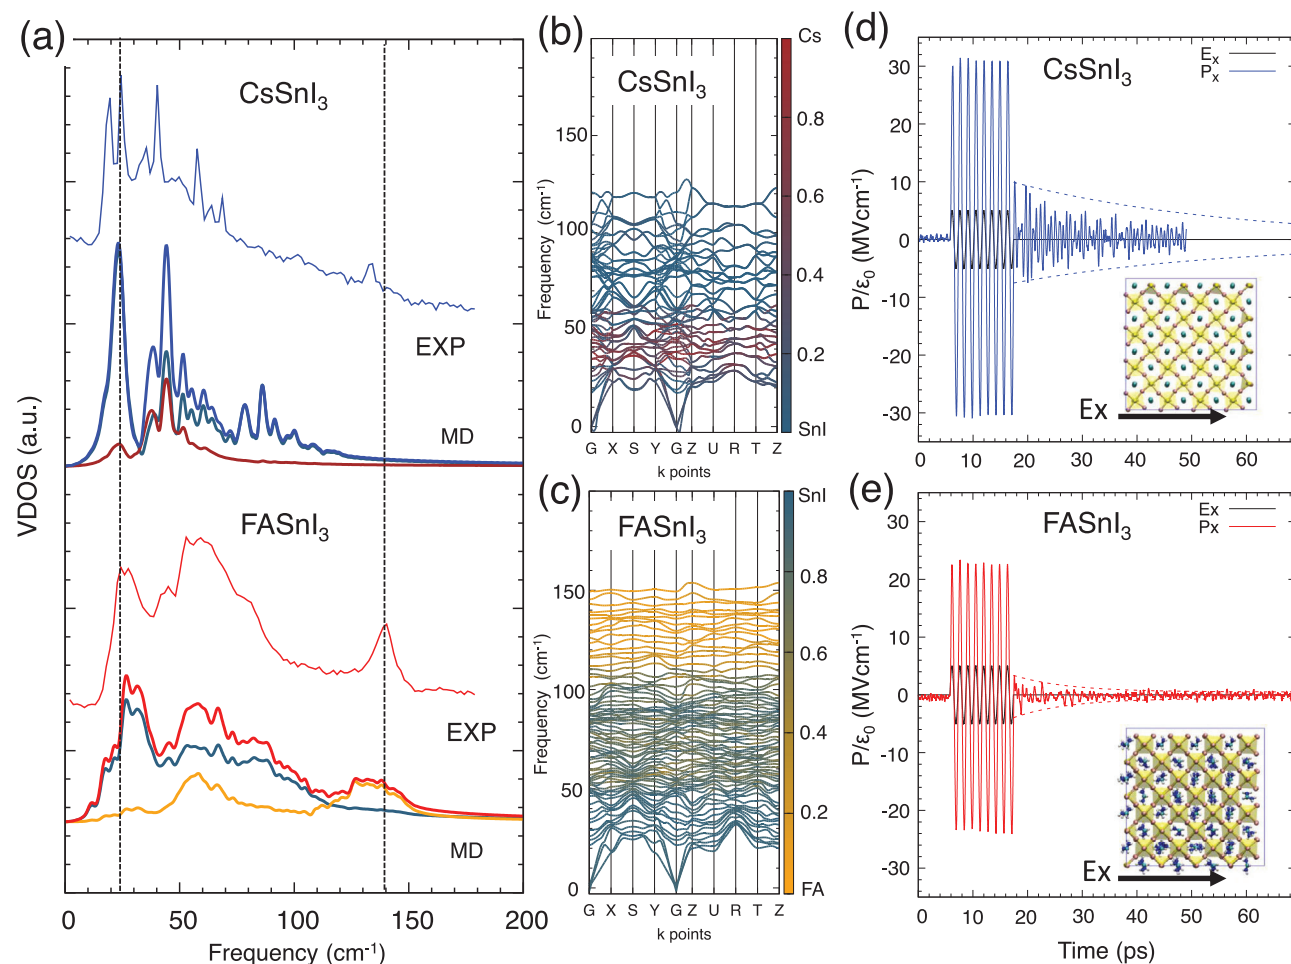 (a)
CsSnI3
EXP
MD
FASnI3
EXP
MD
VDOS (a.u.)
0 50 100 150 200
Frequency (cm-1)
(b)
Cs
CsSnI3
150
100
50
0
Frequency (cm-1)
G X S Y G Z U R T Z
k points
0.8
0.6
0.4
0.2
SnI
(c)
SnI
FASnI3
150
100
50
0
Frequency (cm-1)
G X S Y G Z U R T Z
k points
0.8
0.6
0.4
0.2
FA
(d)
CsSnI3
Ex
Px
30
20
10
0
-10
-20
-30
P/ε0 (MVcm-1)
Ex
0 10 20 30 40 50 60
(e)
FASnI3
Ex
Px
30
20
10
0
-10
-20
-30
P/ε0 (MVcm-1)
Ex
0 10 20 30 40 50 60
Time (ps)